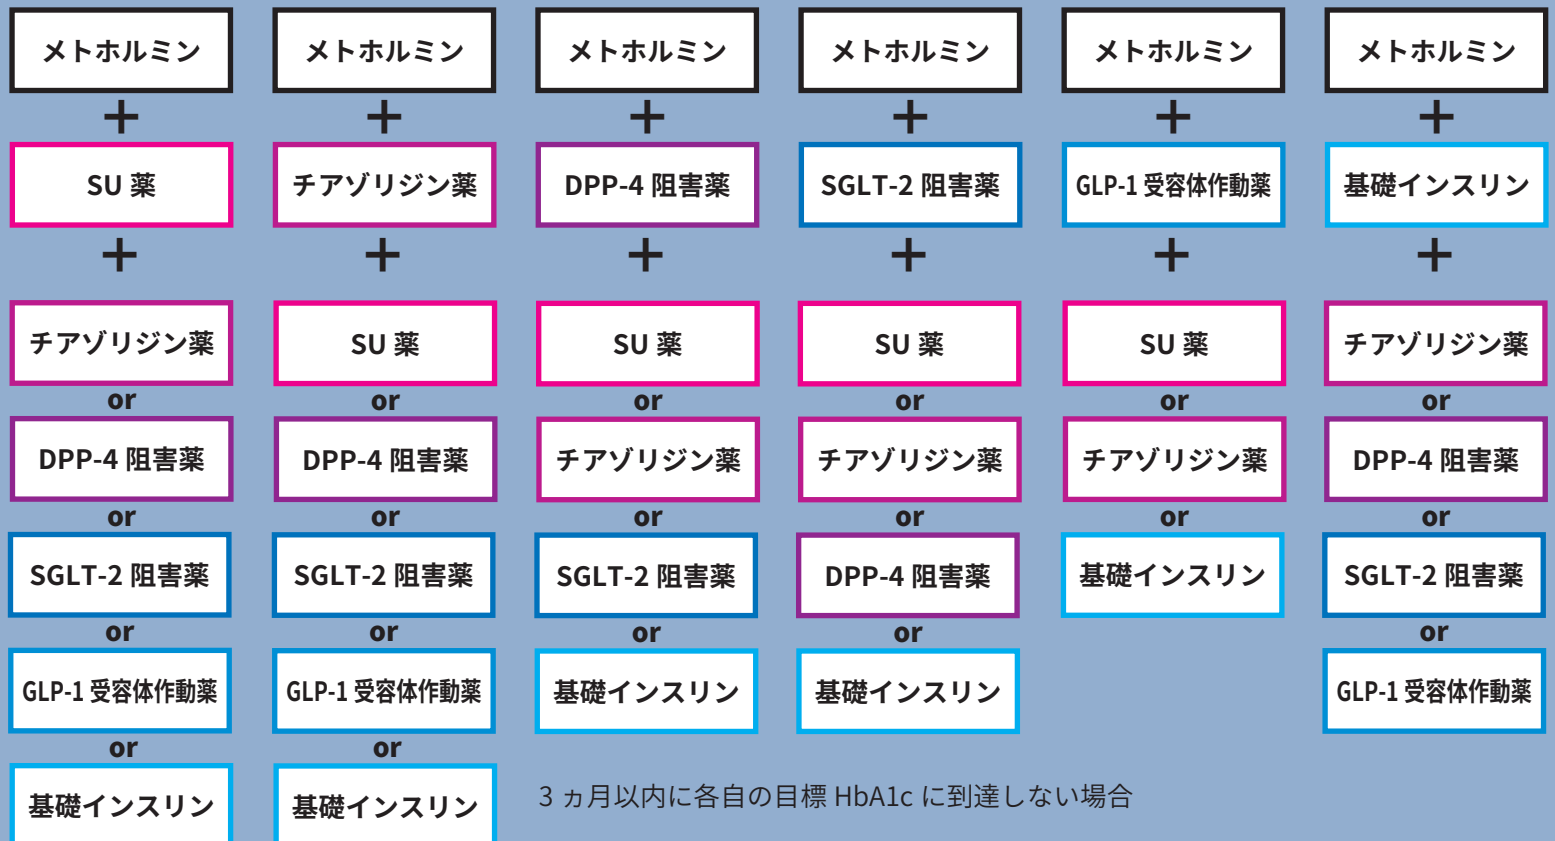 メトホルミン
メトホルミン
メトホルミン
メトホルミン
メトホルミン
メトホルミン
+
+
+
+
+
+
SU 薬
チアゾリジン薬
DPP-4 阻害薬
SGLT-2 阻害薬
GLP-1 受容体作動薬
基礎インスリン
+
+
+
+
+
+
チアゾリジン薬
SU 薬
SU 薬
SU 薬
SU 薬
チアゾリジン薬
or
or
or
or
or
or
DPP-4 阻害薬
DPP-4 阻害薬
チアゾリジン薬
チアゾリジン薬
チアゾリジン薬
DPP-4 阻害薬
or
or
or
or
or
or
SGLT-2 阻害薬
SGLT-2 阻害薬
SGLT-2 阻害薬
DPP-4 阻害薬
基礎インスリン
SGLT-2 阻害薬
or
or
or
or
or
GLP-1 受容体作動薬
GLP-1 受容体作動薬
基礎インスリン
基礎インスリン
GLP-1 受容体作動薬
or
or
基礎インスリン
基礎インスリン
3 ヵ月以内に各自の目標 HbA1c に到達しない場合